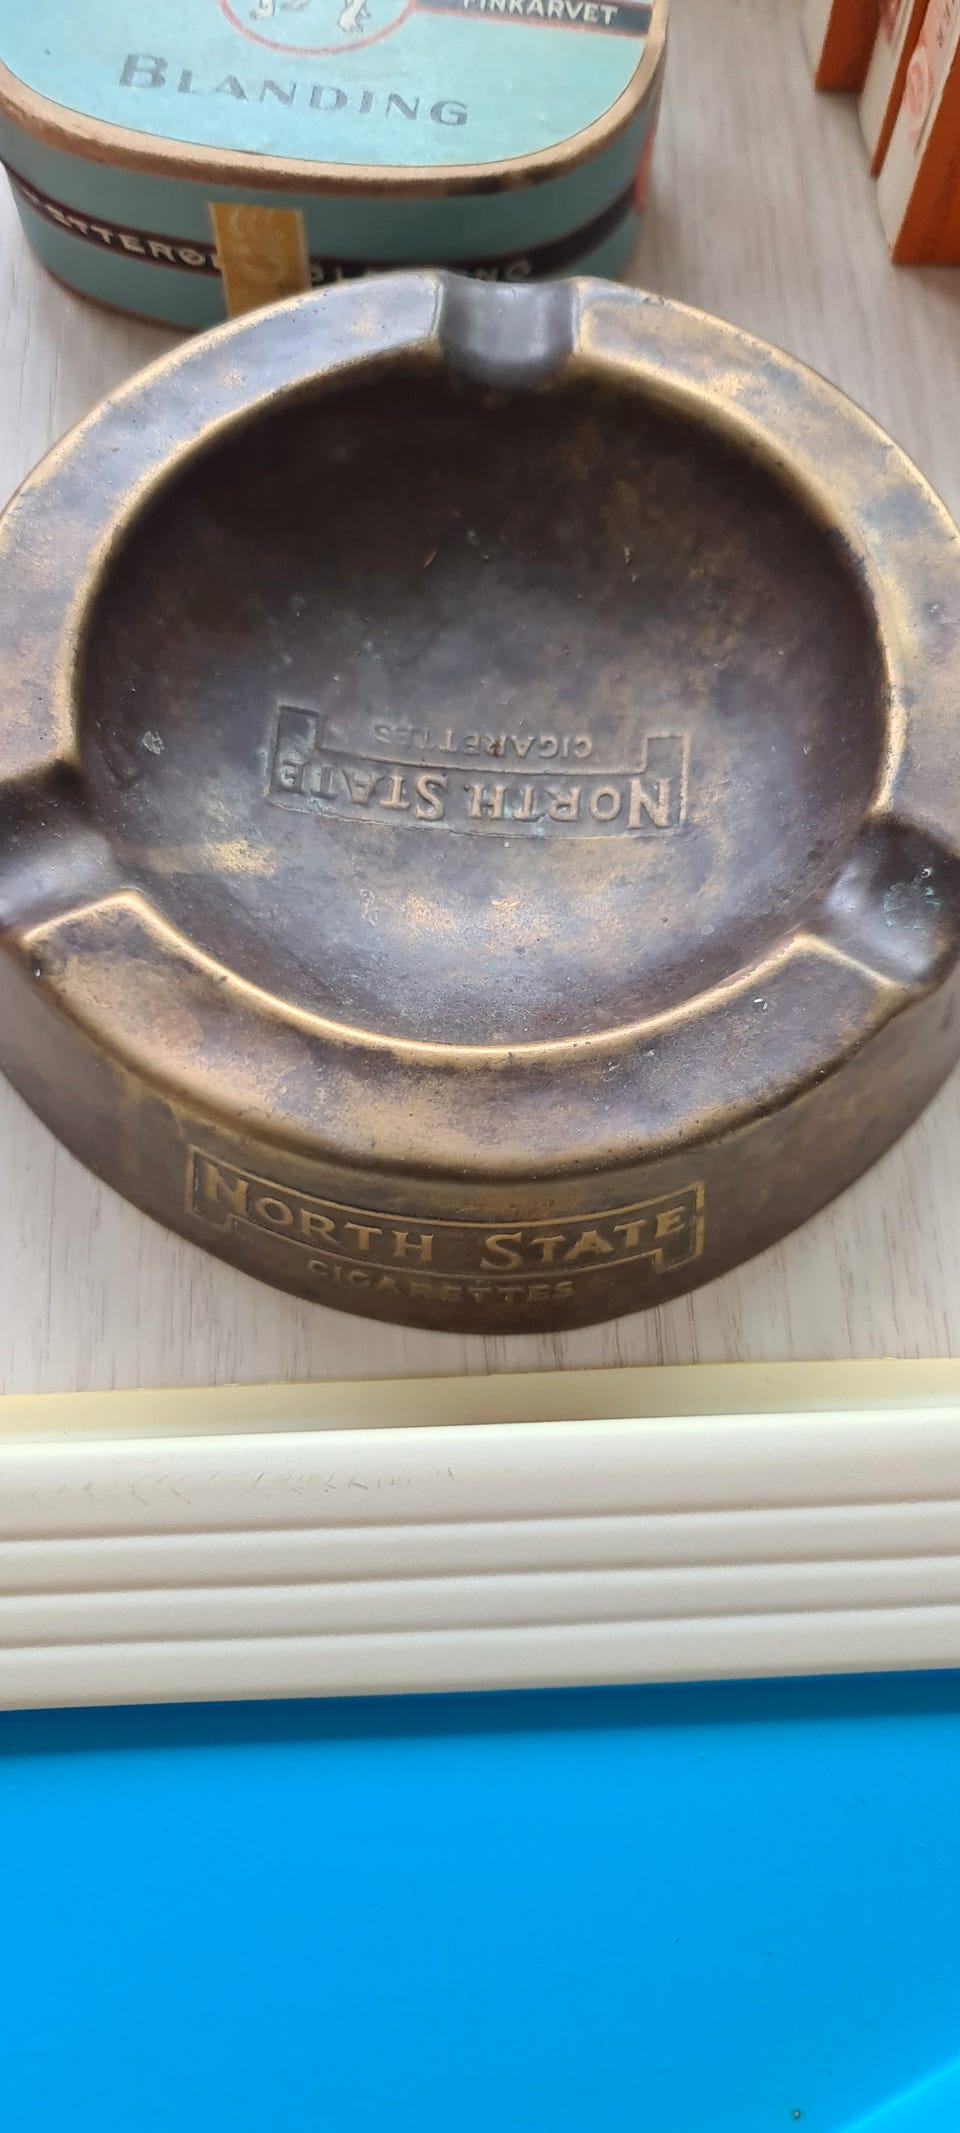 FINKARVET
BLANDING
NORTH STATE
CIGARETTES
NORTH STATE
CIGARETTES